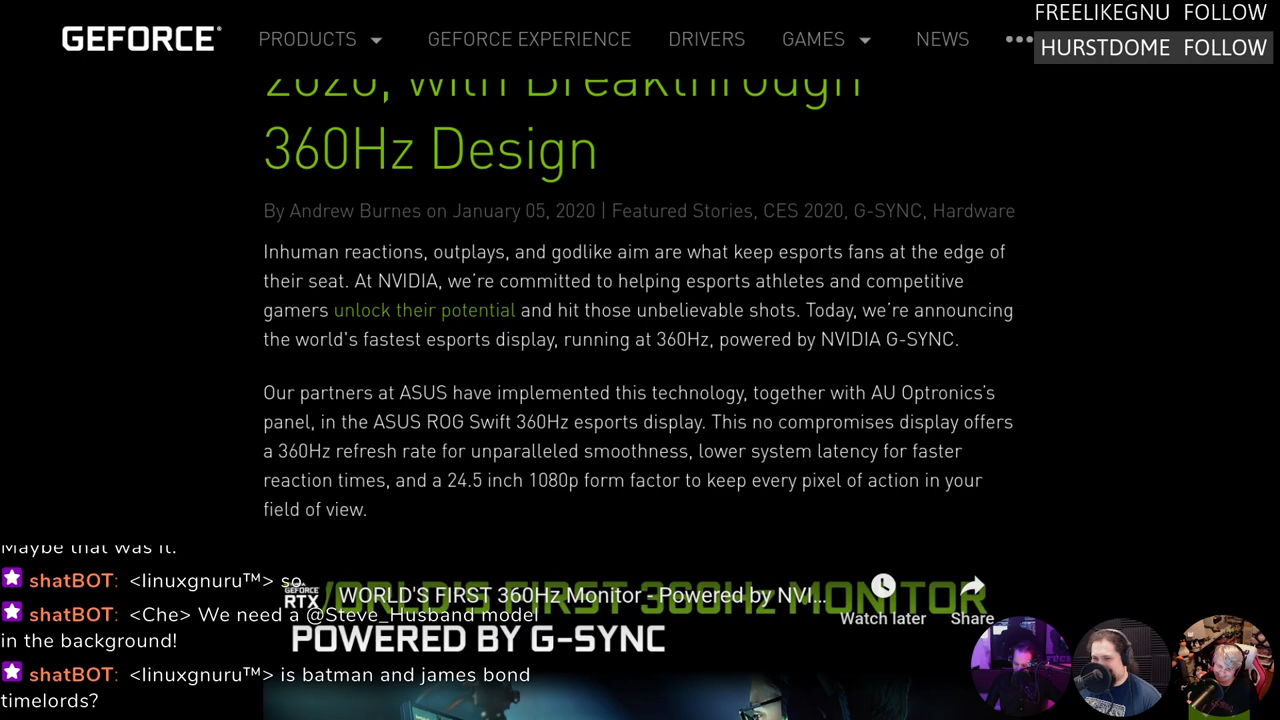 GEFORCE®
PRODUCTS
GEFORCE EXPERIENCE
DRIVERS
GAMES
NEWS
FREELIKEGNU FOLLOW
HURSTDOME FOLLOW
2020, with Breakthrough
360Hz Design
By Andrew Burnes on January 05, 2020 | Featured Stories, CES 2020, G-SYNC, Hardware
Inhuman reactions, outplays, and godlike aim are what keep esports fans at the edge of
their seat. At NVIDIA, we're committed to helping esports athletes and competitive
gamers unlock their potential and hit those unbelievable shots. Today, we're announcing
the world's fastest esports display, running at 360Hz, powered by NVIDIA G-SYNC.
Our partners at ASUS have implemented this technology, together with AU Optronics's
panel, in the ASUS ROG Swift 360Hz esports display. This no compromises display offers
a 360Hz refresh rate for unparalleled smoothness, lower system latency for faster
reaction times, and a 24.5 inch 1080p form factor to keep every pixel of action in your
field of view.
Maybe that was it.
shatBOT: <linuxgnuru™> so.
shatBOT: <Che> We need a @Steve_Husband model
in the background!
shatBOT: <linuxgnuru™> is batman and james bond
timelords?
GEFORCE
RTX
WORLD'S FIRST 360Hz Monitor - Powered by NVI...
WORLD'S FIRST 360HZ MONITOR
POWERED BY G-SYNC
Watch later
Share